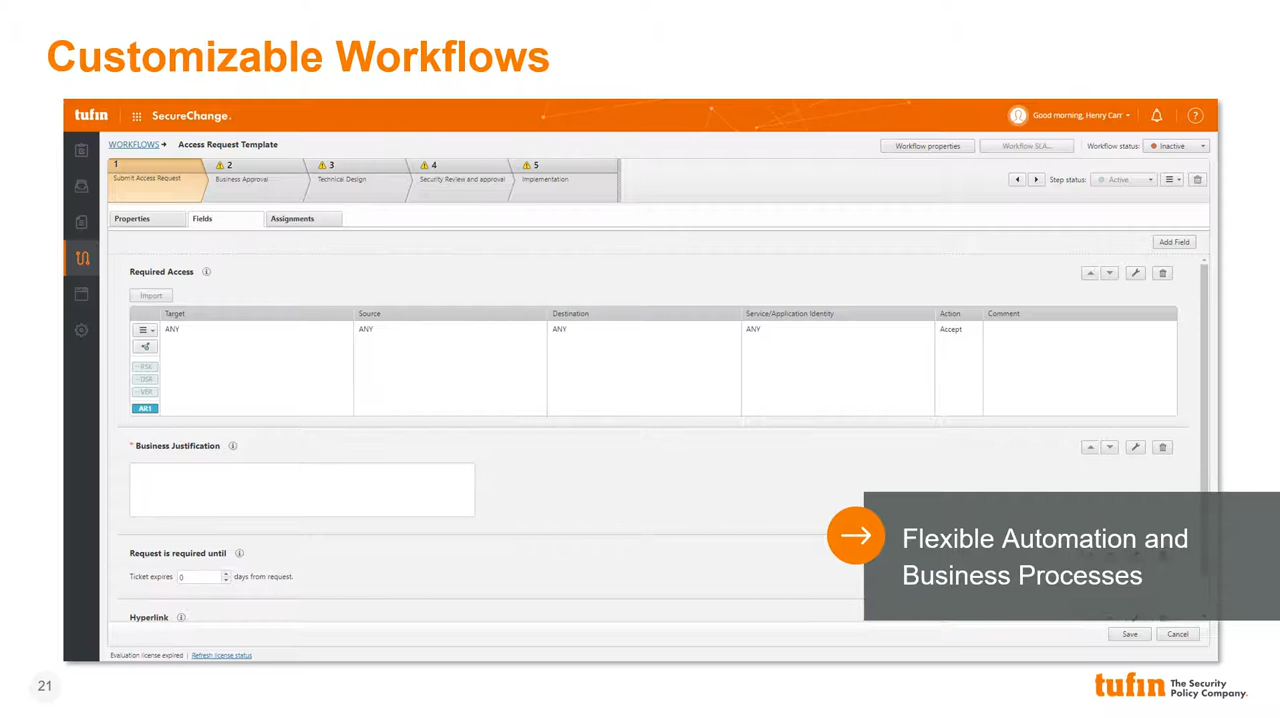 Customizable Workflows
tufin SecureChange. Good morning, Henry Carr ?
WORKFLOWS Access Request Template Workflow properties Workflow SLA... Workflow status: Inactive
1 2 3 4 5
Submit Access Request Business Approval Technical Design Security Review and approval Implementation Step status: Active
Properties Fields Assignments
Add Field
Required Access
Import
Target Source Destination Service/Application Identity Action Comment
ANY ANY ANY ANY Accept
RSK
DSR
VER
AR1
* Business Justification
Flexible Automation and
Business Processes
Request is required until
Ticket expires 0 days from request.
Hyperlink
Save Cancel
Evaluation license expired Refresh license status
21
tufin The Security
Policy Company.